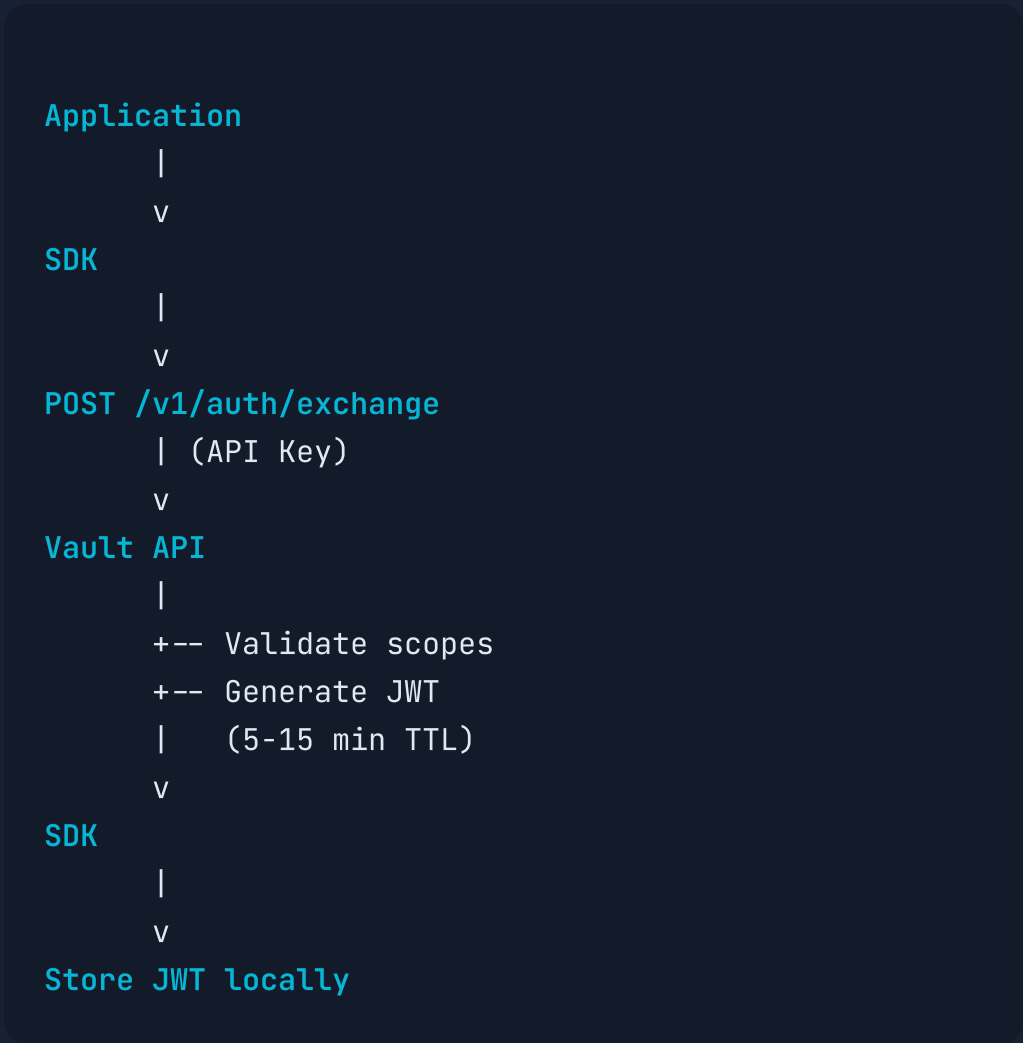 Application
|
v
SDK
|
v
POST /v1/auth/exchange
| (API Key)
v
Vault API
|
+-- Validate scopes
+-- Generate JWT
|   (5-15 min TTL)
v
SDK
|
v
Store JWT locally